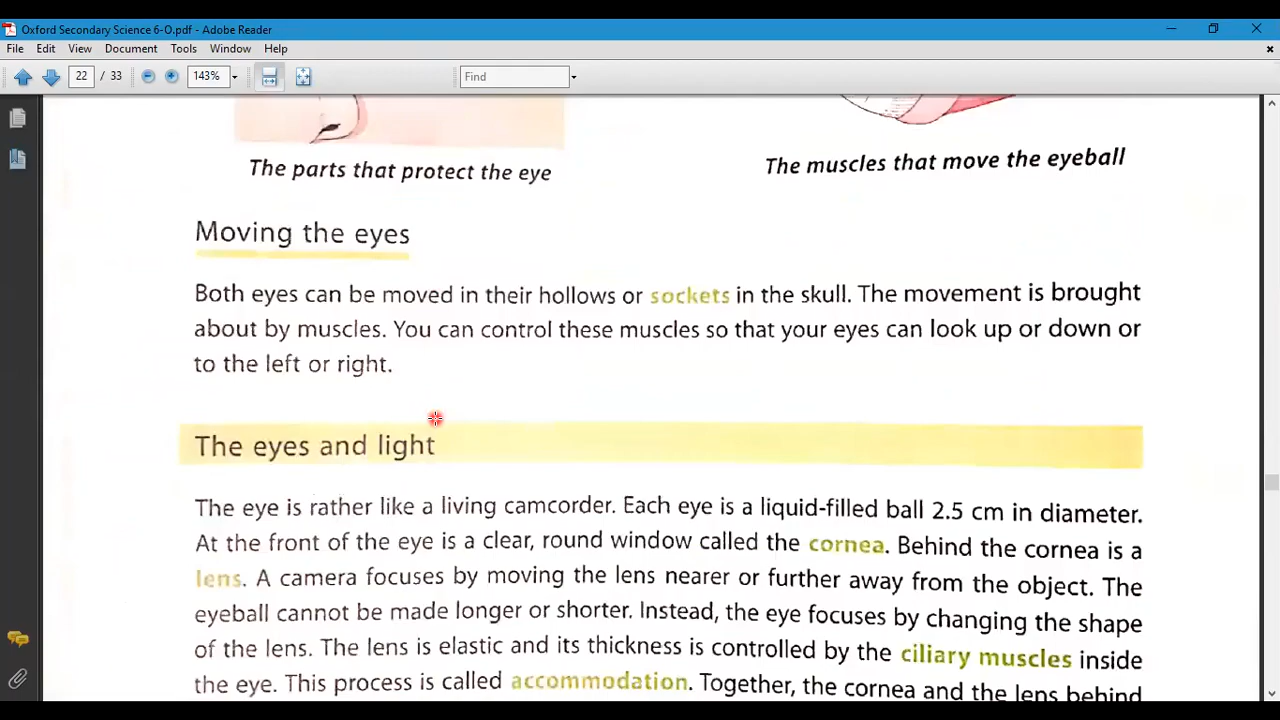 Oxford Secondary Science 6-O.pdf - Adobe Reader
File Edit View Document Tools Window Help
22 / 33 143% Find
The parts that protect the eye
The muscles that move the eyeball
Moving the eyes
Both eyes can be moved in their hollows or sockets in the skull. The movement is brought
about by muscles. You can control these muscles so that your eyes can look up or down or
to the left or right.
The eyes and light
The eye is rather like a living camcorder. Each eye is a liquid-filled ball 2.5 cm in diameter.
At the front of the eye is a clear, round window called the cornea. Behind the cornea is a
lens. A camera focuses by moving the lens nearer or further away from the object. The
eyeball cannot be made longer or shorter. Instead, the eye focuses by changing the shape
of the lens. The lens is elastic and its thickness is controlled by the ciliary muscles inside
the eye. This process is called accommodation. Together, the cornea and the lens behind